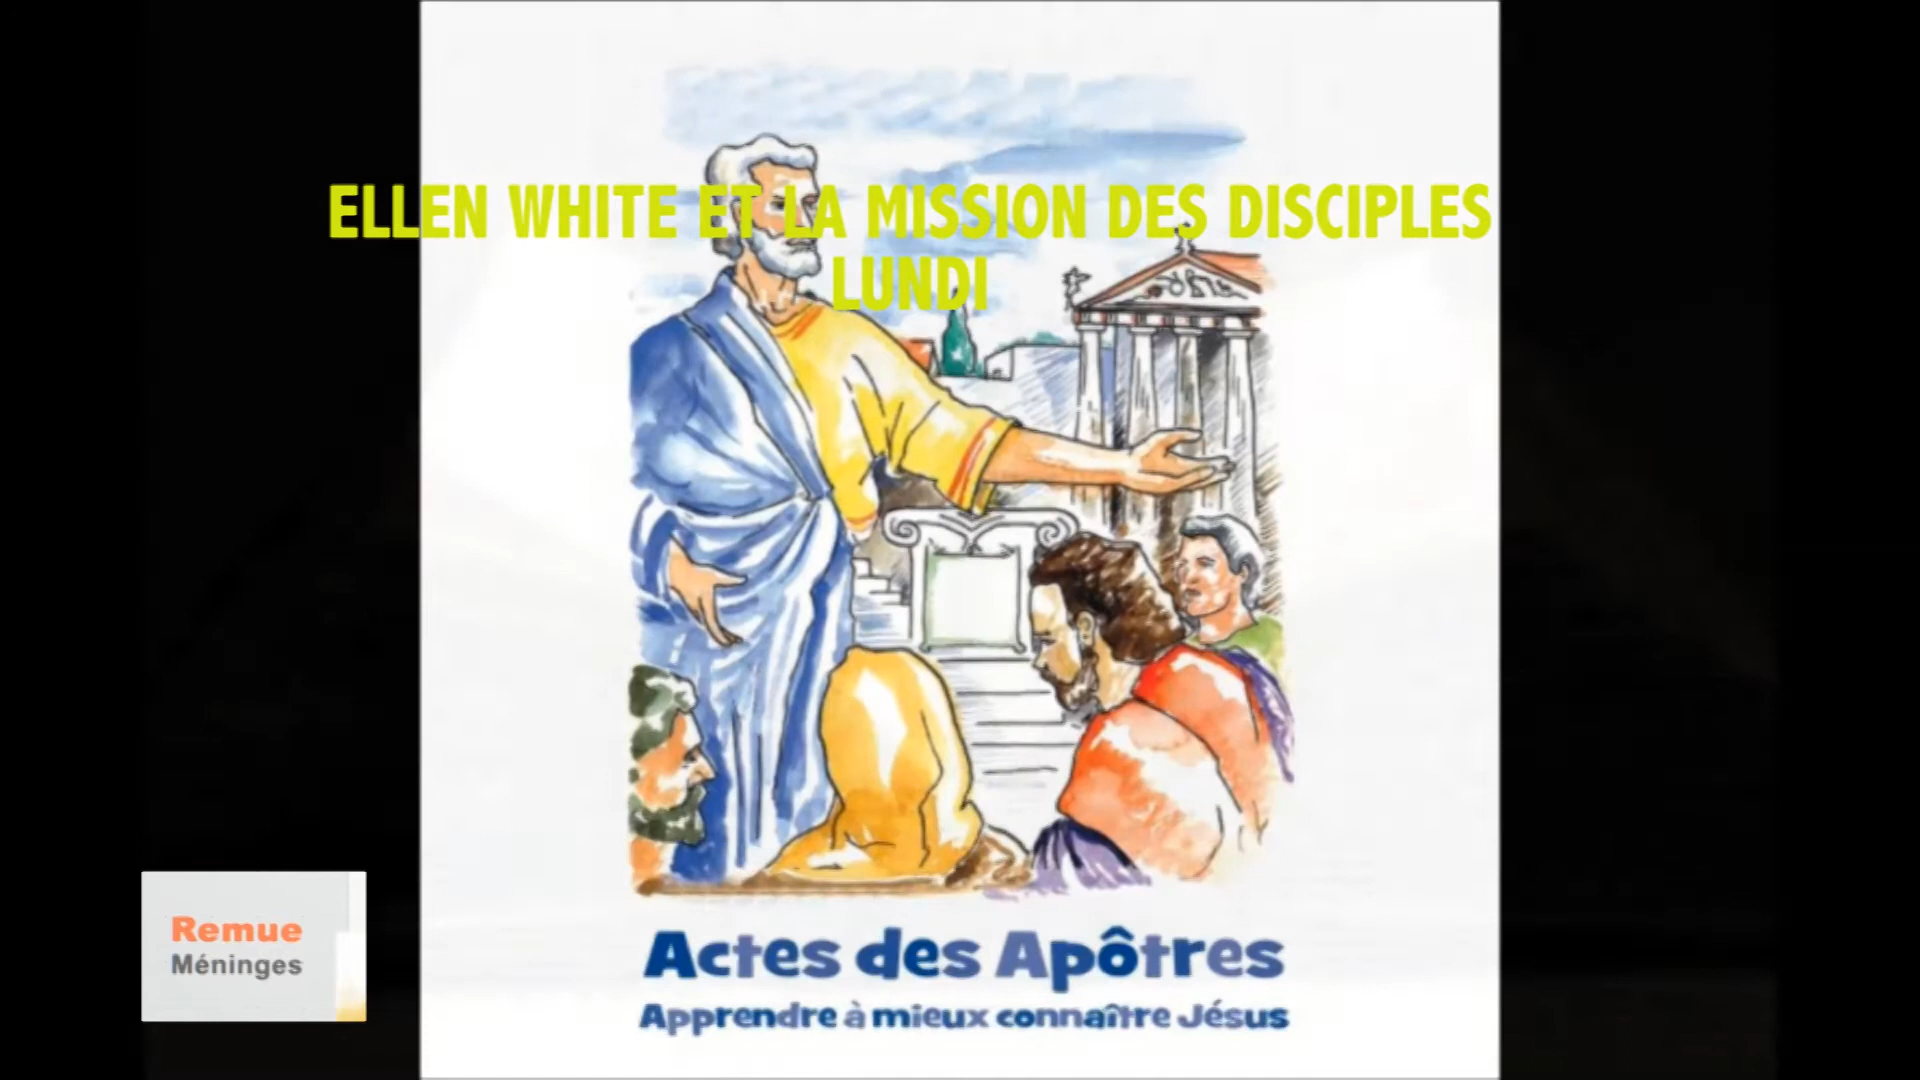 ELLEN WHITE ET LA MISSION DES DISCIPLES
LUNDI
Remue
Méninges
Actes des Apôtres
Apprendre à mieux connaître Jésus